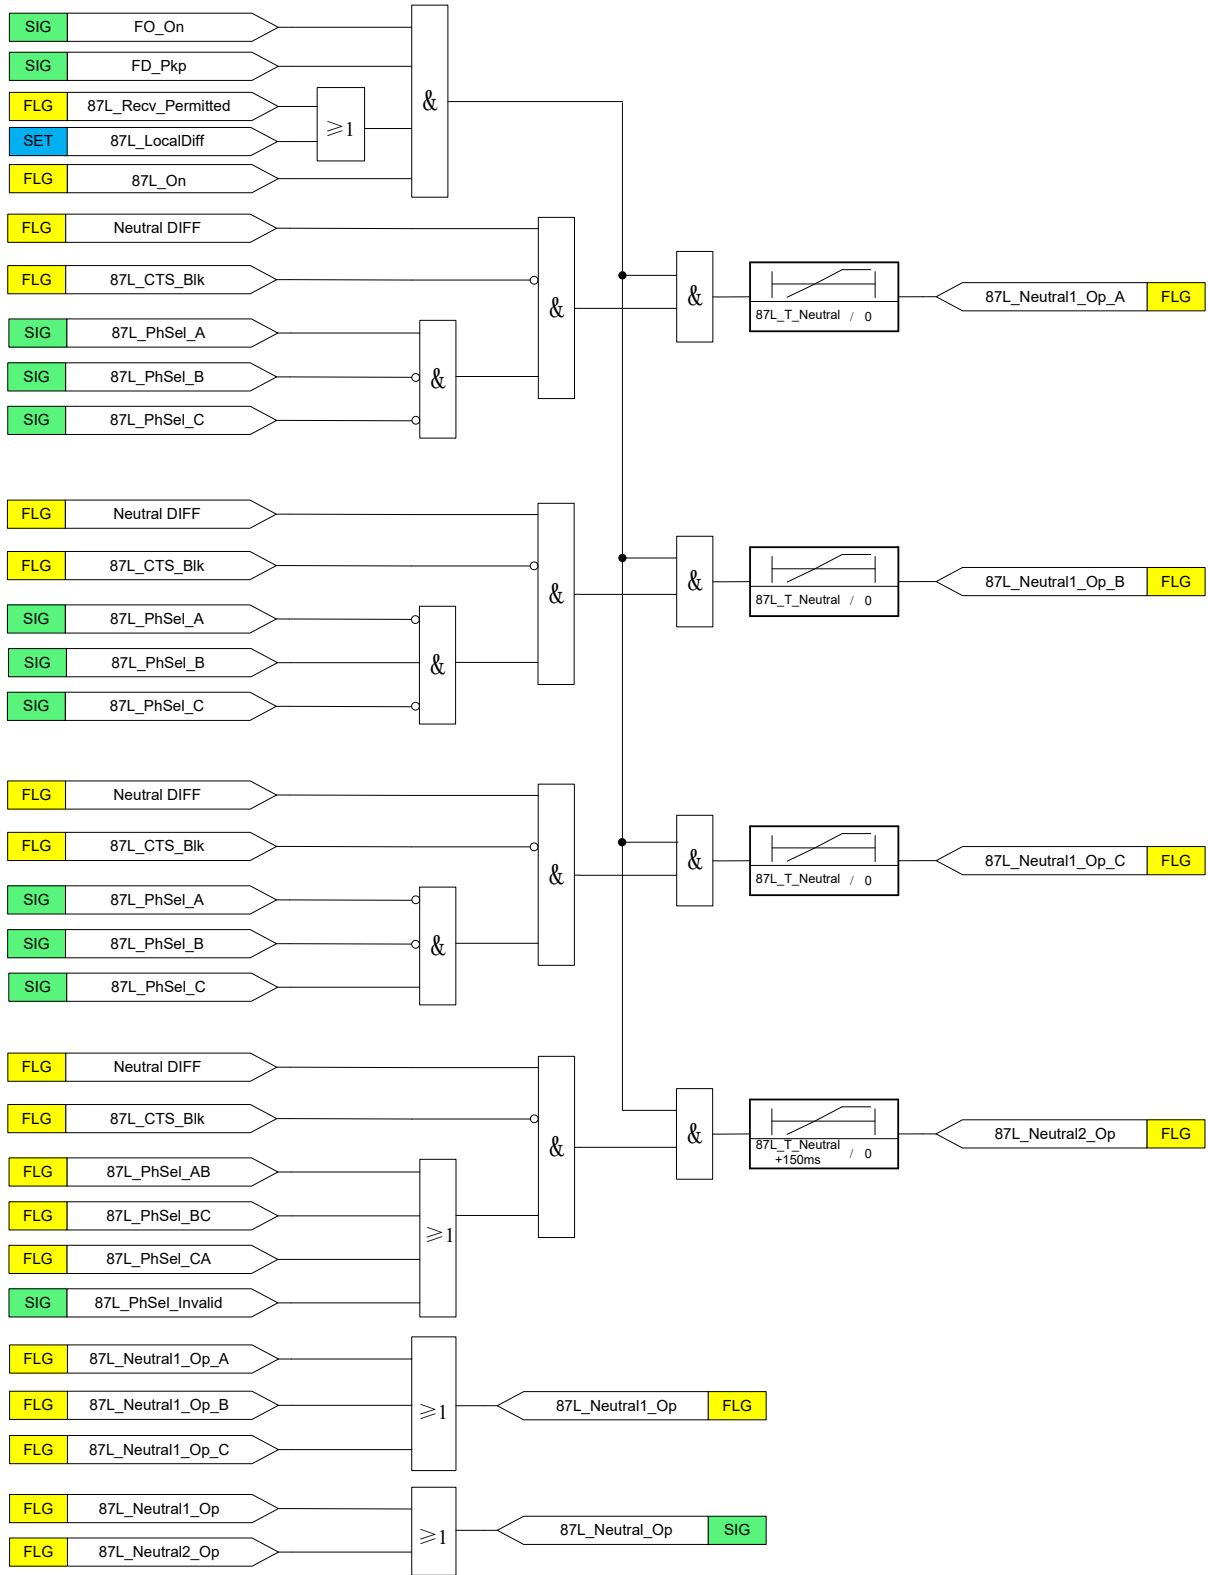 SIG FO_On
SIG FD_Pkp
&
FLG 87L_Recv_Permitted
≥1
SET 87L_LocalDiff
FLG 87L_On
FLG Neutral DIFF
FLG 87L_CTS_Blk
&
&
87L_T_Neutral / 0
87L_Neutral1_Op_A FLG
SIG 87L_PhSel_A
SIG 87L_PhSel_B
&
SIG 87L_PhSel_C
FLG Neutral DIFF
FLG 87L_CTS_Blk
&
&
87L_T_Neutral / 0
87L_Neutral1_Op_B FLG
SIG 87L_PhSel_A
SIG 87L_PhSel_B
&
SIG 87L_PhSel_C
FLG Neutral DIFF
FLG 87L_CTS_Blk
&
&
87L_T_Neutral / 0
87L_Neutral1_Op_C FLG
SIG 87L_PhSel_A
SIG 87L_PhSel_B
&
SIG 87L_PhSel_C
FLG Neutral DIFF
FLG 87L_CTS_Blk
&
&
87L_T_Neutral
+150ms / 0
87L_Neutral2_Op FLG
FLG 87L_PhSel_AB
FLG 87L_PhSel_BC
≥1
FLG 87L_PhSel_CA
SIG 87L_PhSel_Invalid
FLG 87L_Neutral1_Op_A
FLG 87L_Neutral1_Op_B
≥1
87L_Neutral1_Op FLG
FLG 87L_Neutral1_Op_C
FLG 87L_Neutral1_Op
≥1
87L_Neutral_Op SIG
FLG 87L_Neutral2_Op